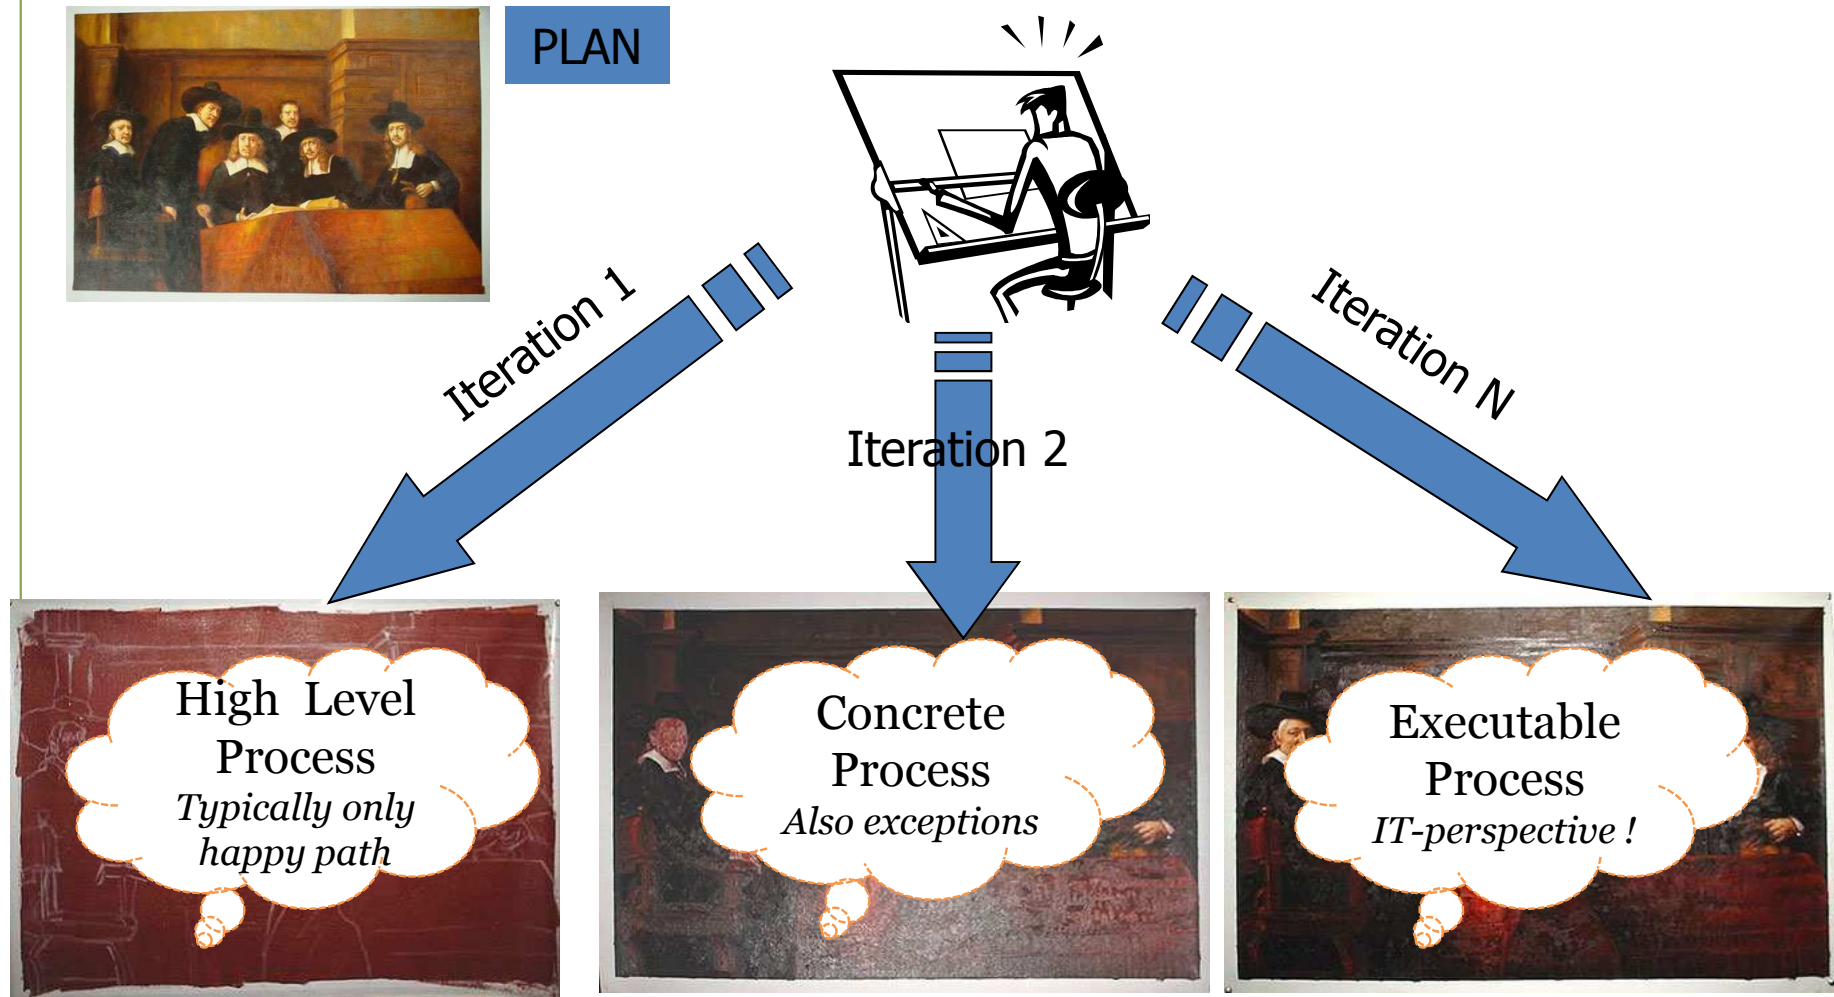 PLAN
Iteration 1
Iteration 2
Iteration N
High Level
Process
Typically only
happy path
Concrete
Process
Also exceptions
Executable
Process
IT-perspective !